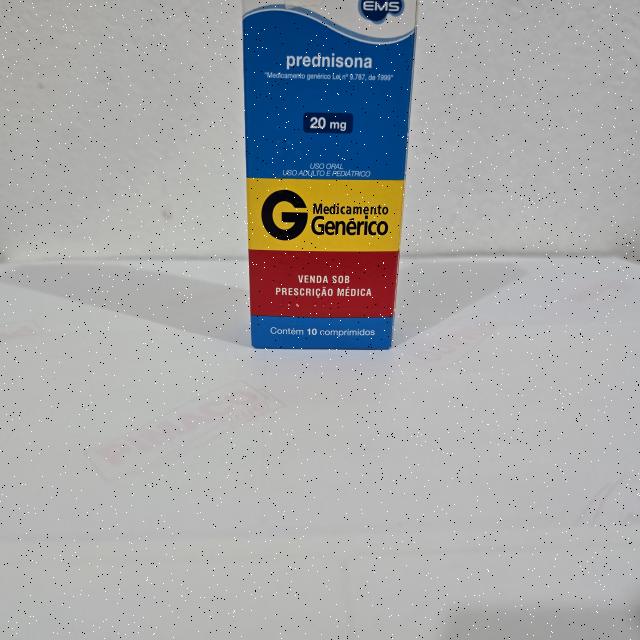 EMS
prednisona
"Medicamento genérico Lei nº 9.787, de 1999"
20 mg
USO ORAL
USO ADULTO E PEDIÁTRICO
G Medicamento
Genérico
VENDA SOB
PRESCRIÇÃO MÉDICA
Contém 10 comprimidos